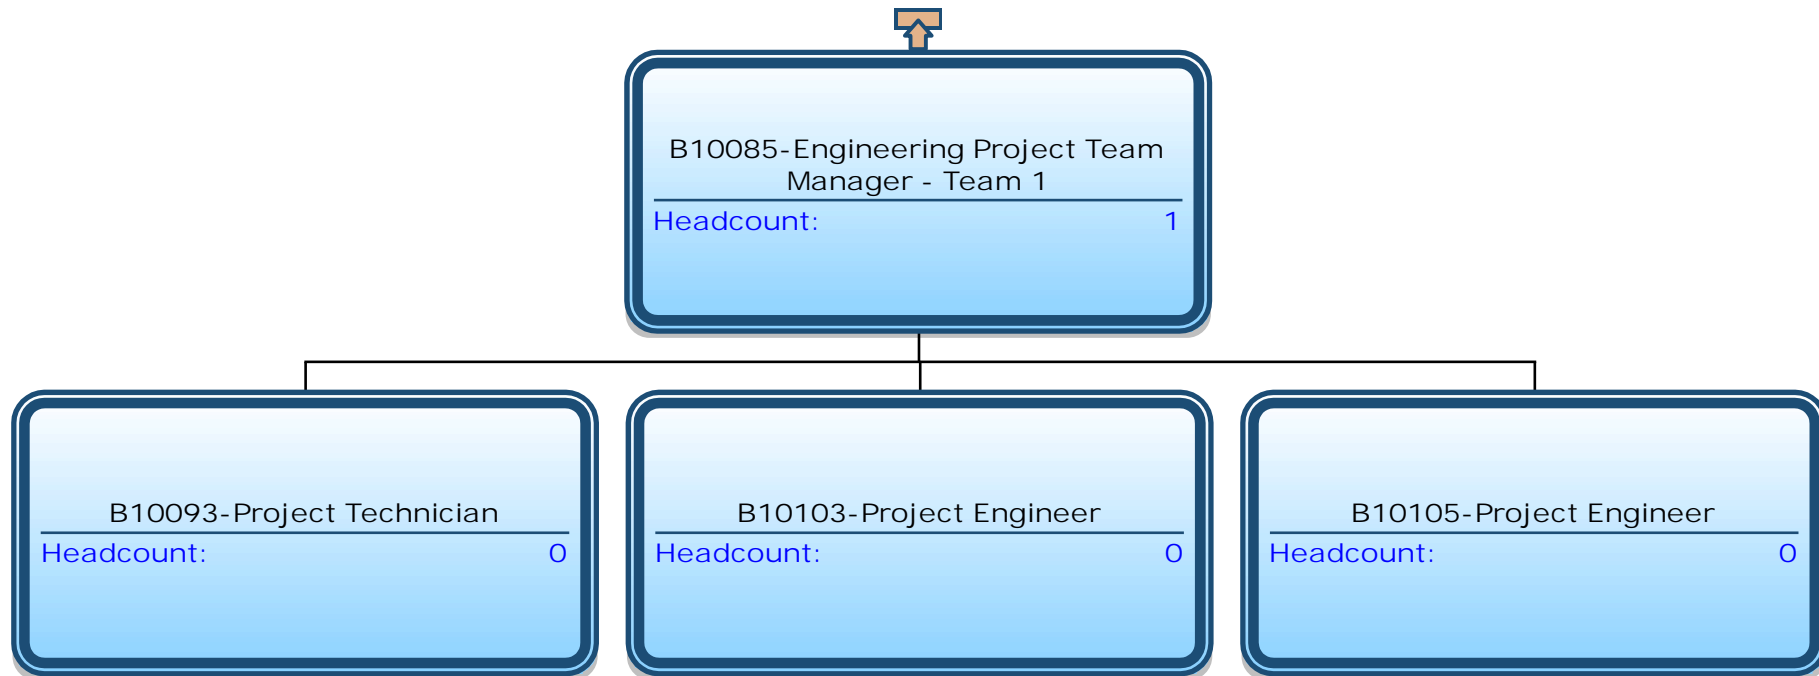 B10085-Engineering Project Team
Manager - Team 1
Headcount: 1
B10093-Project Technician
Headcount: 0
B10103-Project Engineer
Headcount: 0
B10105-Project Engineer
Headcount: 0